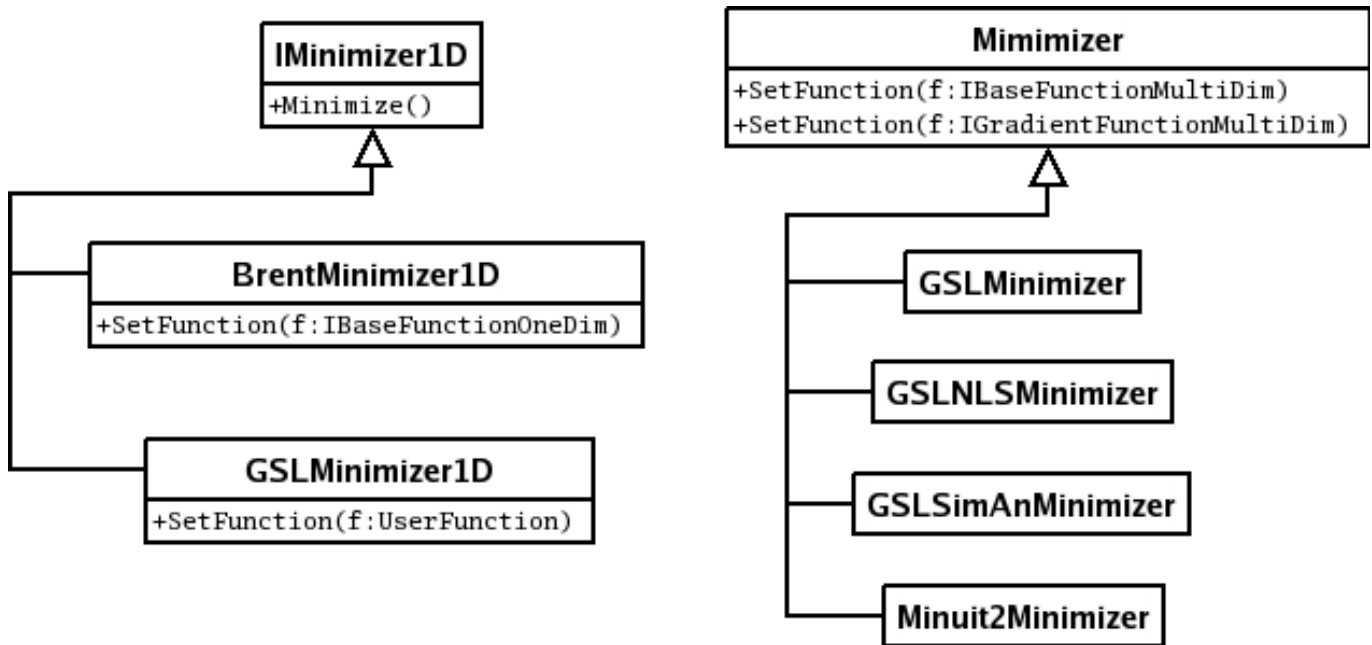 IMinimizer1D
+Minimize()
BrentMinimizer1D
+SetFunction(f:IBaseFunctionOneDim)
GSLMinimizer1D
+SetFunction(f:UserFunction)
Mimimizer
+SetFunction(f:IBaseFunctionMultiDim)
+SetFunction(f:IGradientFunctionMultiDim)
GSLMinimizer
GSLNLSMinimizer
GSLSimAnMinimizer
Minuit2Minimizer